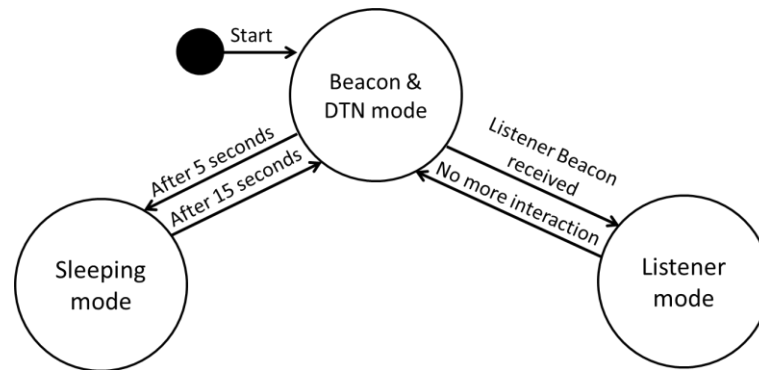 Start
Beacon &
DTN mode
After 5 seconds
After 15 seconds
Listener Beacon
received
No more interaction
Sleeping
mode
Listener
mode